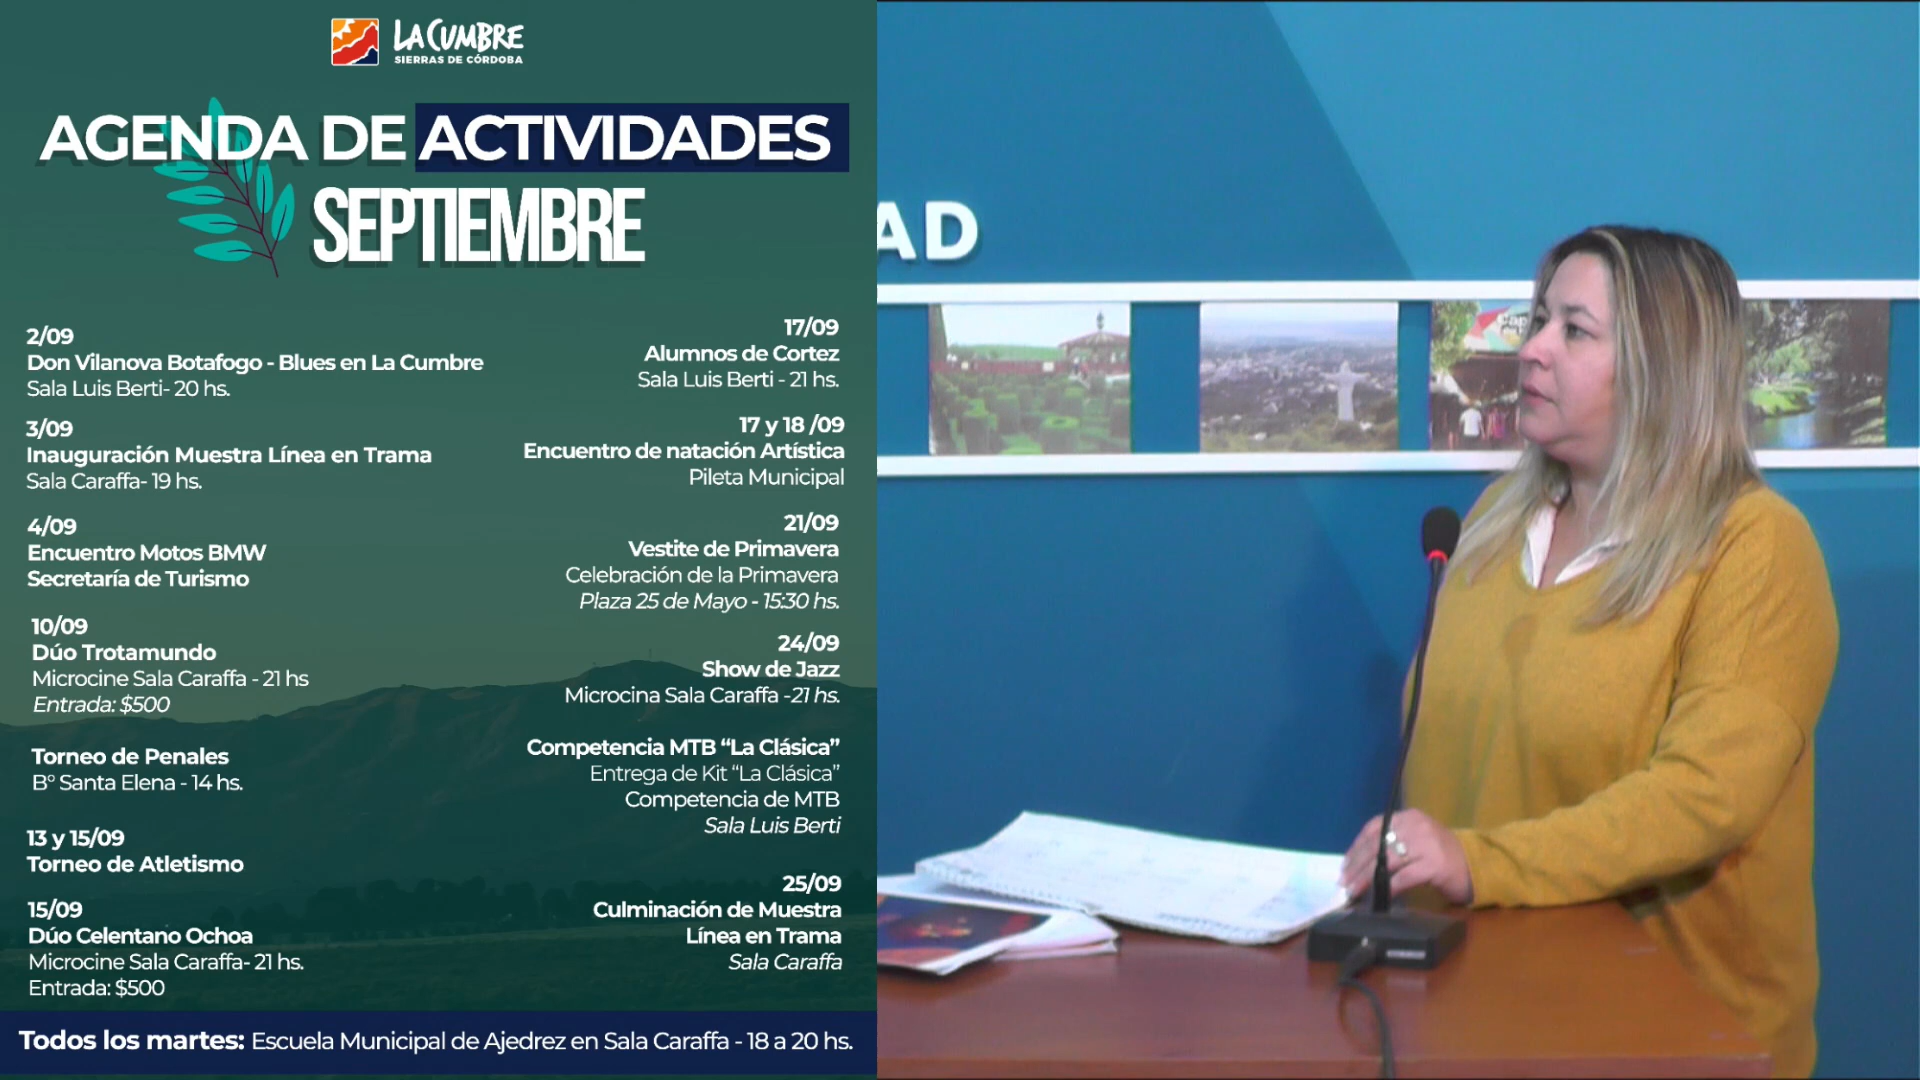 LA CUMBRE
SIERRAS DE CÓRDOBA
AGENDA DE ACTIVIDADES
SEPTIEMBRE
2/09
Don Vilanova Botafogo - Blues en La Cumbre
Sala Luis Berti- 20 hs.
3/09
Inauguración Muestra Línea en Trama
Sala Caraffa- 19 hs.
4/09
Encuentro Motos BMW
Secretaría de Turismo
10/09
Dúo Trotamundo
Microcine Sala Caraffa - 21 hs
Entrada: $500
Torneo de Penales
B° Santa Elena - 14 hs.
13 y 15/09
Torneo de Atletismo
15/09
Dúo Celentano Ochoa
Microcine Sala Caraffa- 21 hs.
Entrada: $500
17/09
Alumnos de Cortez
Sala Luis Berti - 21 hs.
17 y 18 /09
Encuentro de natación Artística
Pileta Municipal
21/09
Vestite de Primavera
Celebración de la Primavera
Plaza 25 de Mayo - 15:30 hs.
24/09
Show de Jazz
Microcina Sala Caraffa -21 hs.
Competencia MTB “La Clásica”
Entrega de Kit “La Clásica”
Competencia de MTB
Sala Luis Berti
25/09
Culminación de Muestra
Línea en Trama
Sala Caraffa
Todos los martes: Escuela Municipal de Ajedrez en Sala Caraffa - 18 a 20 hs.
AD